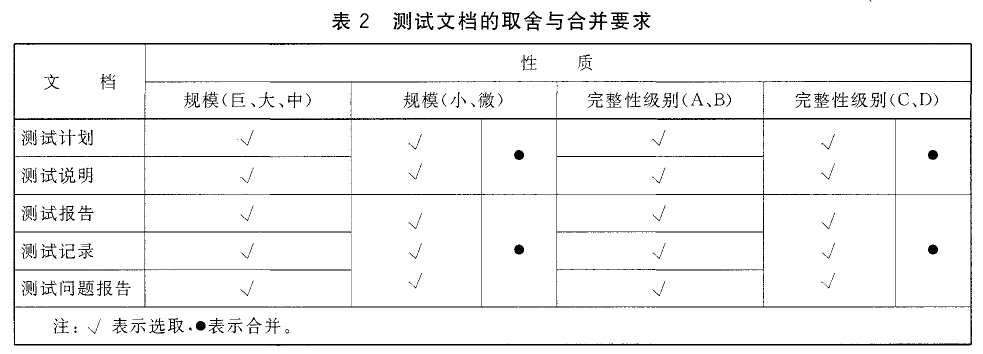 表 2 测试文档的取舍与合并要求
文 档
性 质
规模(巨、大、中) 规模(小、微) 完整性级别(A、B) 完整性级别(C、D)
测试计划 √ √ ● √ √ ●
测试说明 √ √ √ √
测试报告 √ √ √ √
测试记录 √ √ ● √ √ ●
测试问题报告 √ √ √ √
注：√ 表示选取，●表示合并。